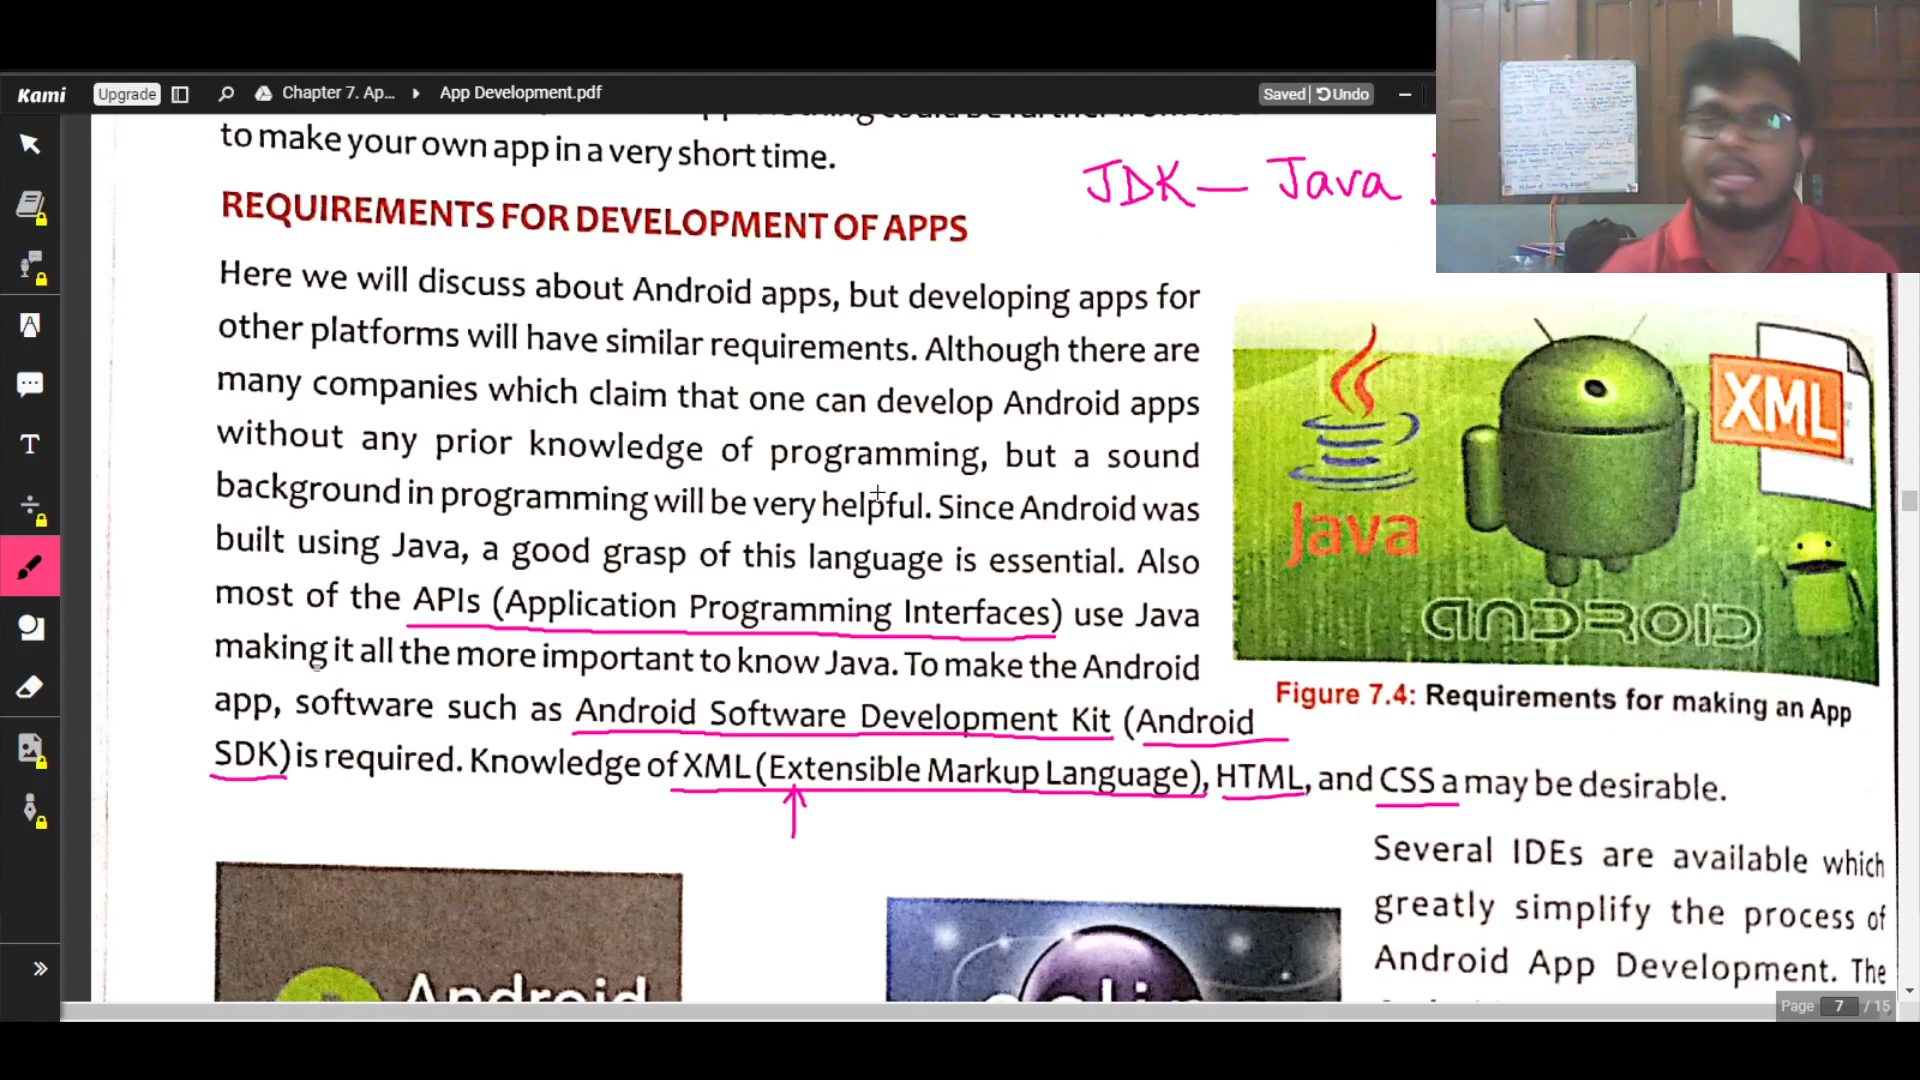 Kami
Upgrade
Chapter 7. Ap...
App Development.pdf
Saved
Undo
to make your own app in a very short time.
JDK — Java
REQUIREMENTS FOR DEVELOPMENT OF APPS
Here we will discuss about Android apps, but developing apps for
other platforms will have similar requirements. Although there are
many companies which claim that one can develop Android apps
without any prior knowledge of programming, but a sound
background in programming will be very helpful. Since Android was
built using Java, a good grasp of this language is essential. Also
most of the APIs (Application Programming Interfaces) use Java
making it all the more important to know Java. To make the Android
app, software such as Android Software Development Kit (Android
SDK) is required. Knowledge of XML (Extensible Markup Language), HTML, and CSS a may be desirable.
Java
XML
ANDROID
Figure 7.4: Requirements for making an App
Android
Several IDEs are available which
greatly simplify the process of
Android App Development. The
Page 7 / 15